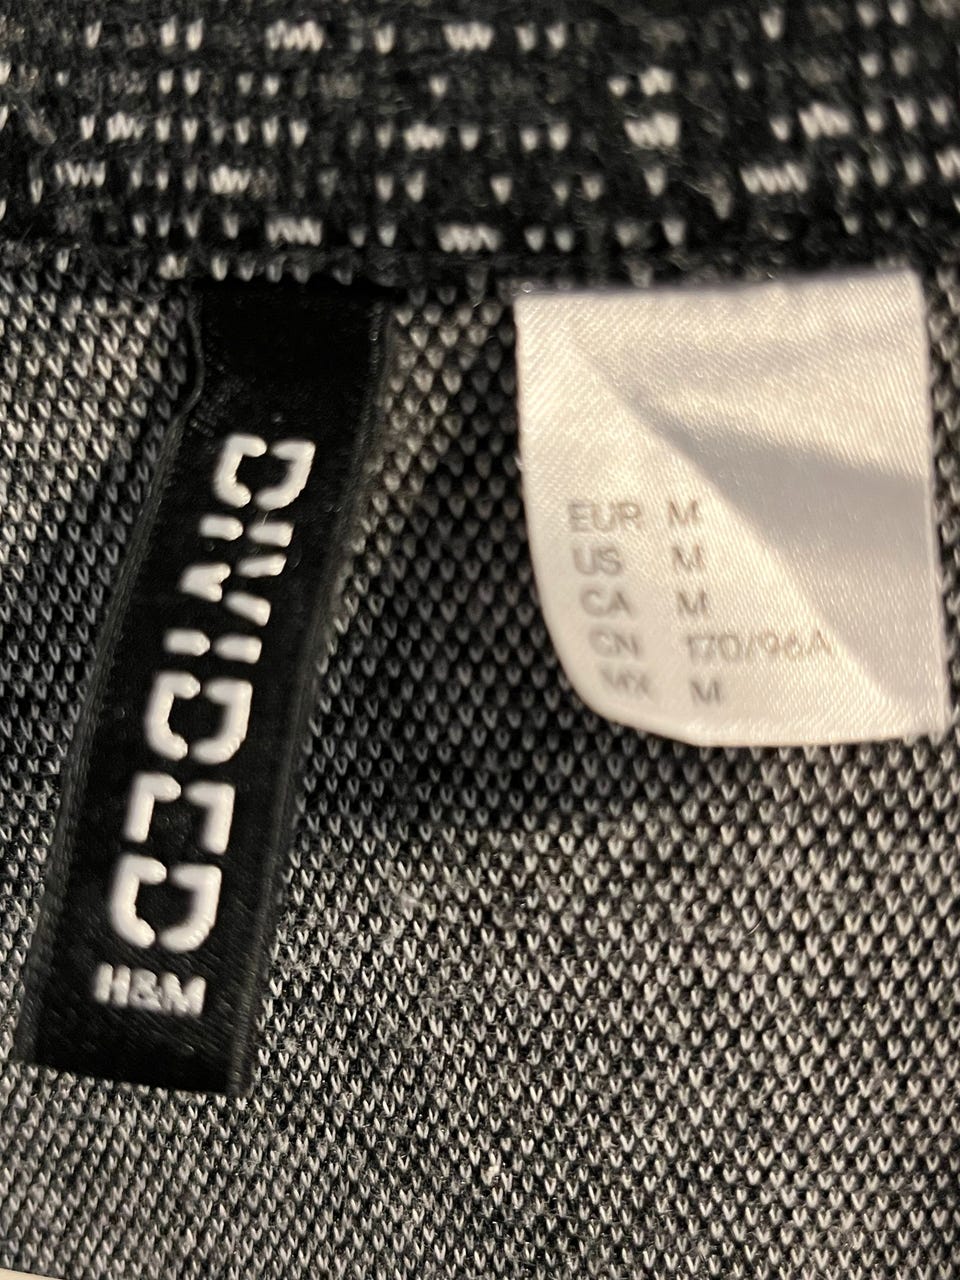 DIVIDED
H&M
EUR M
US M
CA M
CN 170/96A
MX M